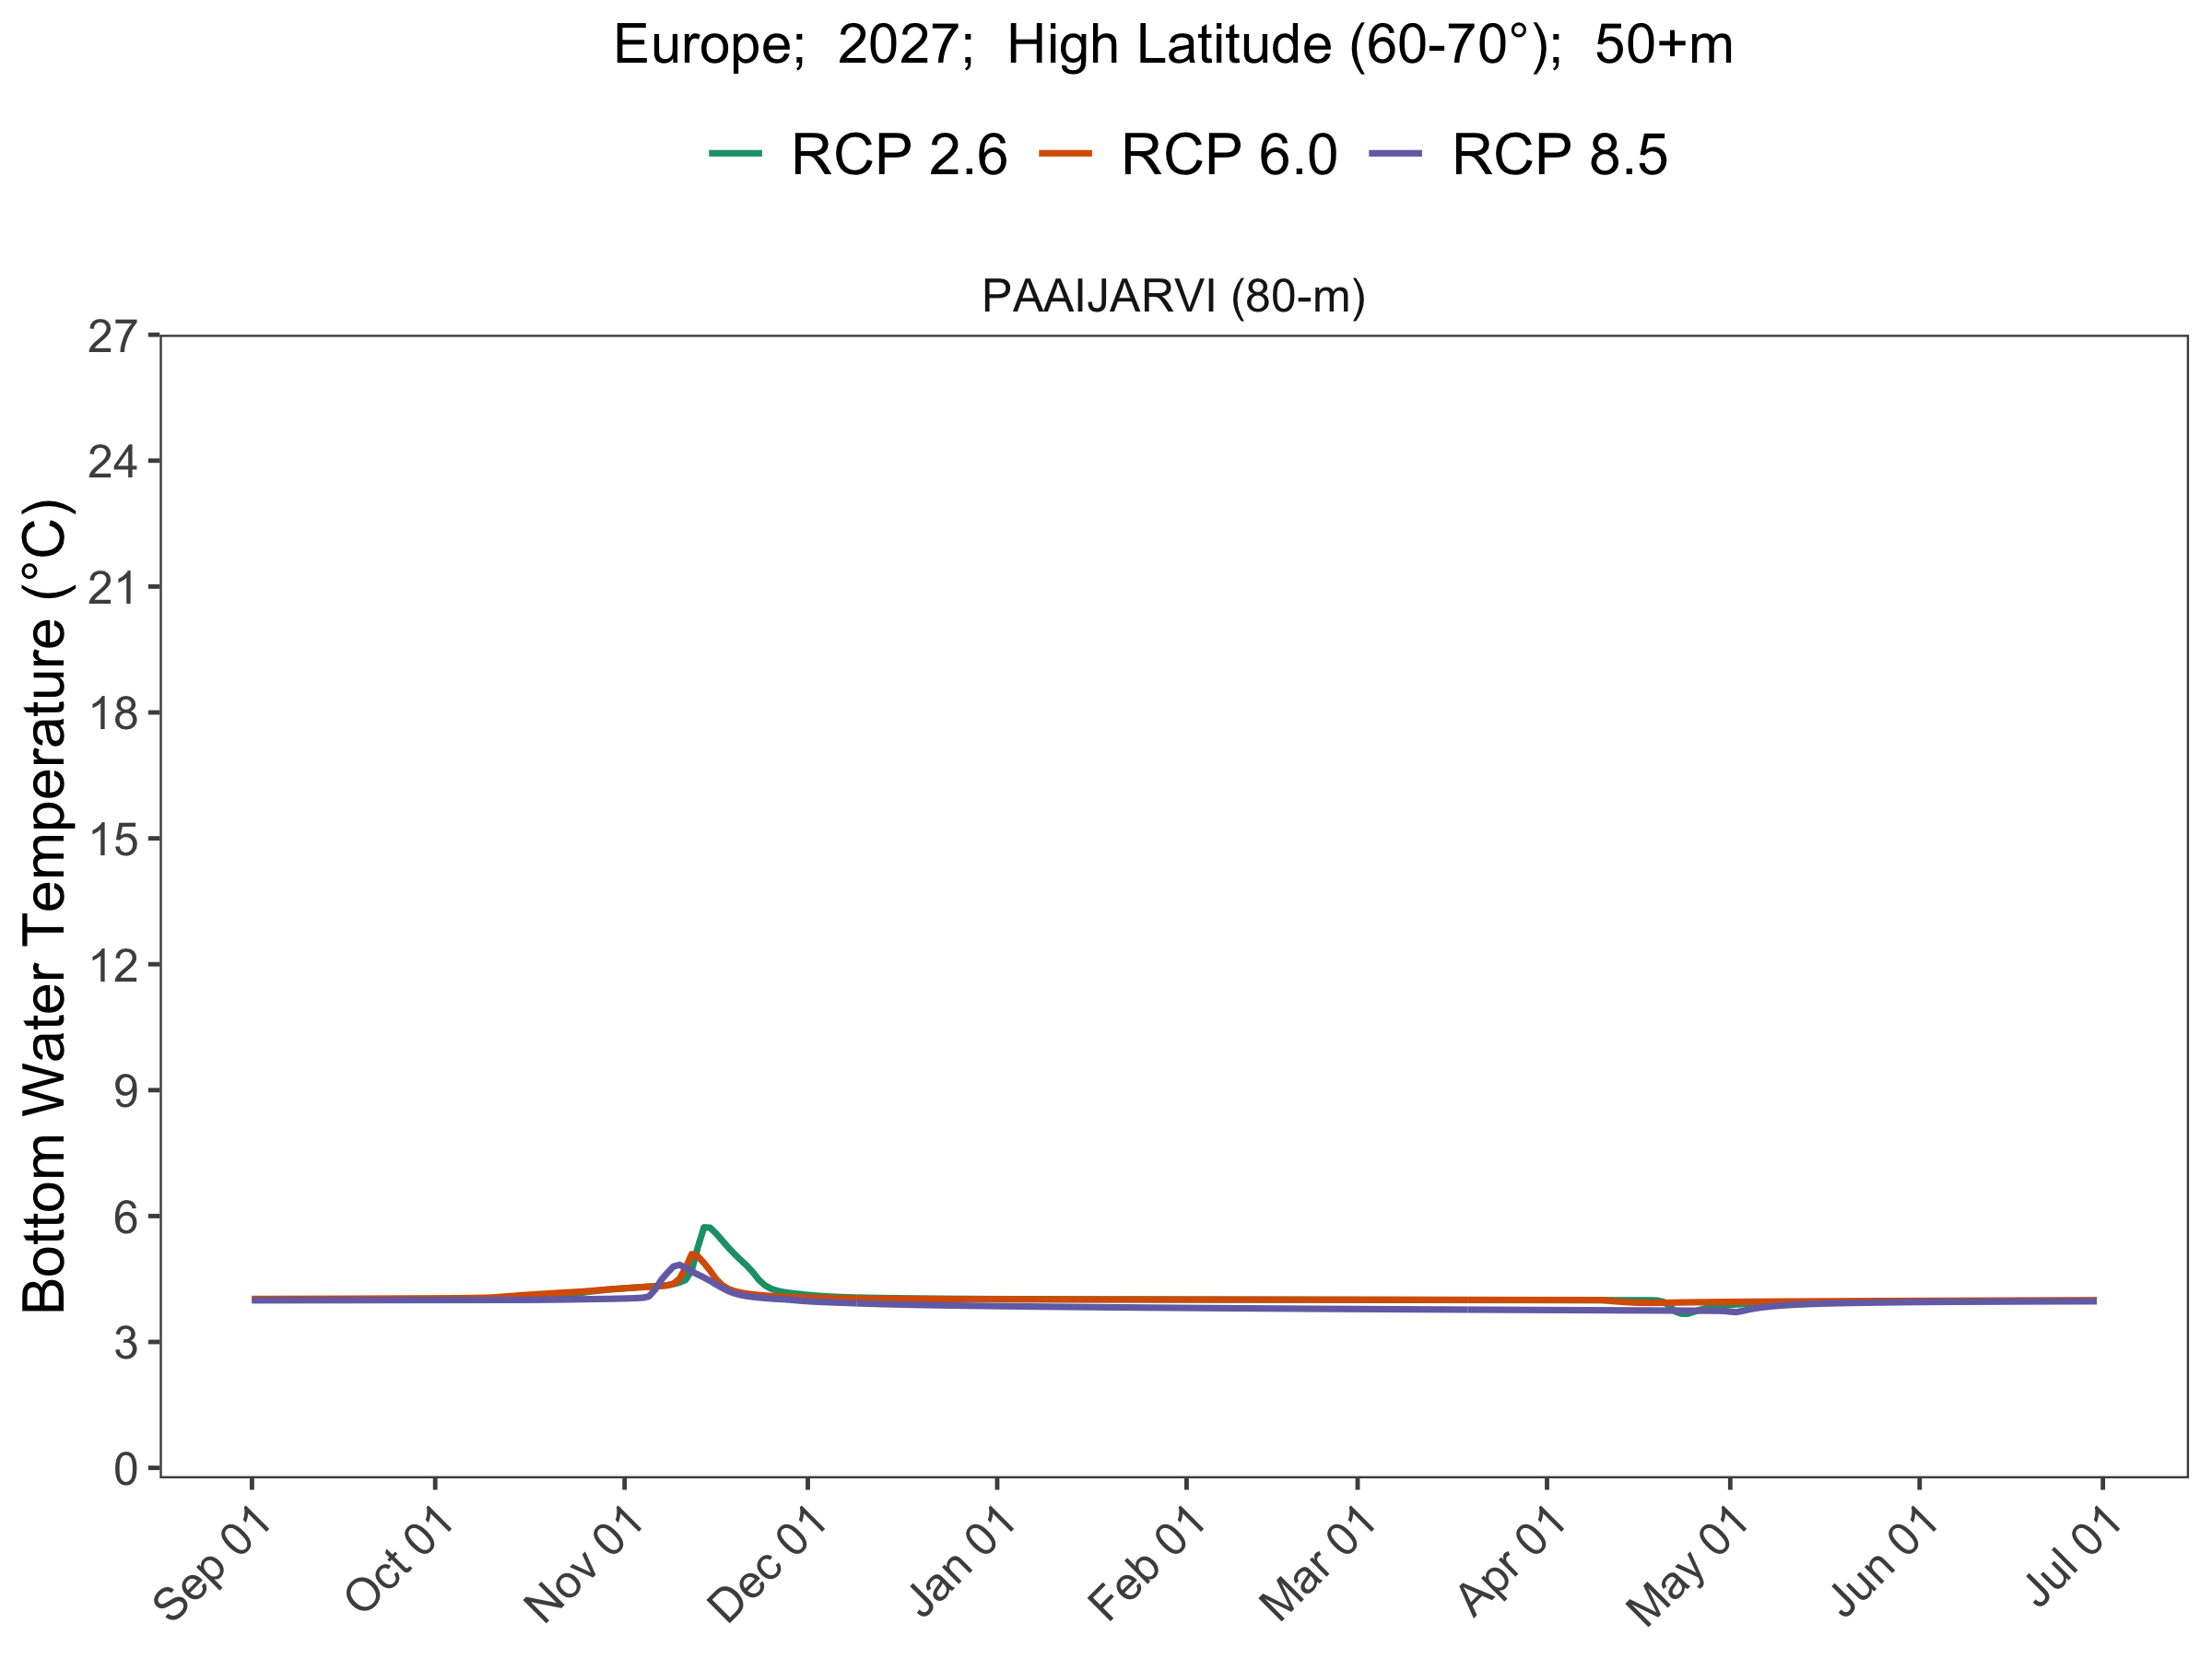 Europe; 2027; High Latitude (60-70°); 50+m
RCP 2.6 RCP 6.0 RCP 8.5
PAAIJARVI (80-m)
Bottom Water Temperature (°C)
27
24
21
18
15
12
9
6
3
0
Sep 01 Oct 01 Nov 01 Dec 01 Jan 01 Feb 01 Mar 01 Apr 01 May 01 Jun 01 Jul 01